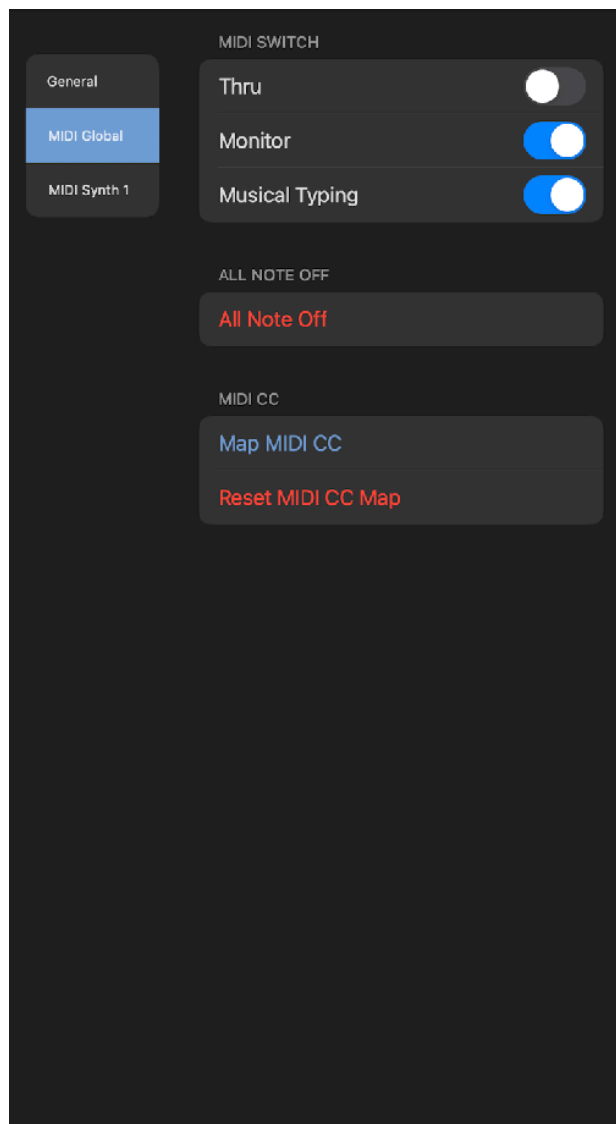 General
MIDI Global
MIDI Synth 1
MIDI SWITCH
Thru
Monitor
Musical Typing
ALL NOTE OFF
All Note Off
MIDI CC
Map MIDI CC
Reset MIDI CC Map